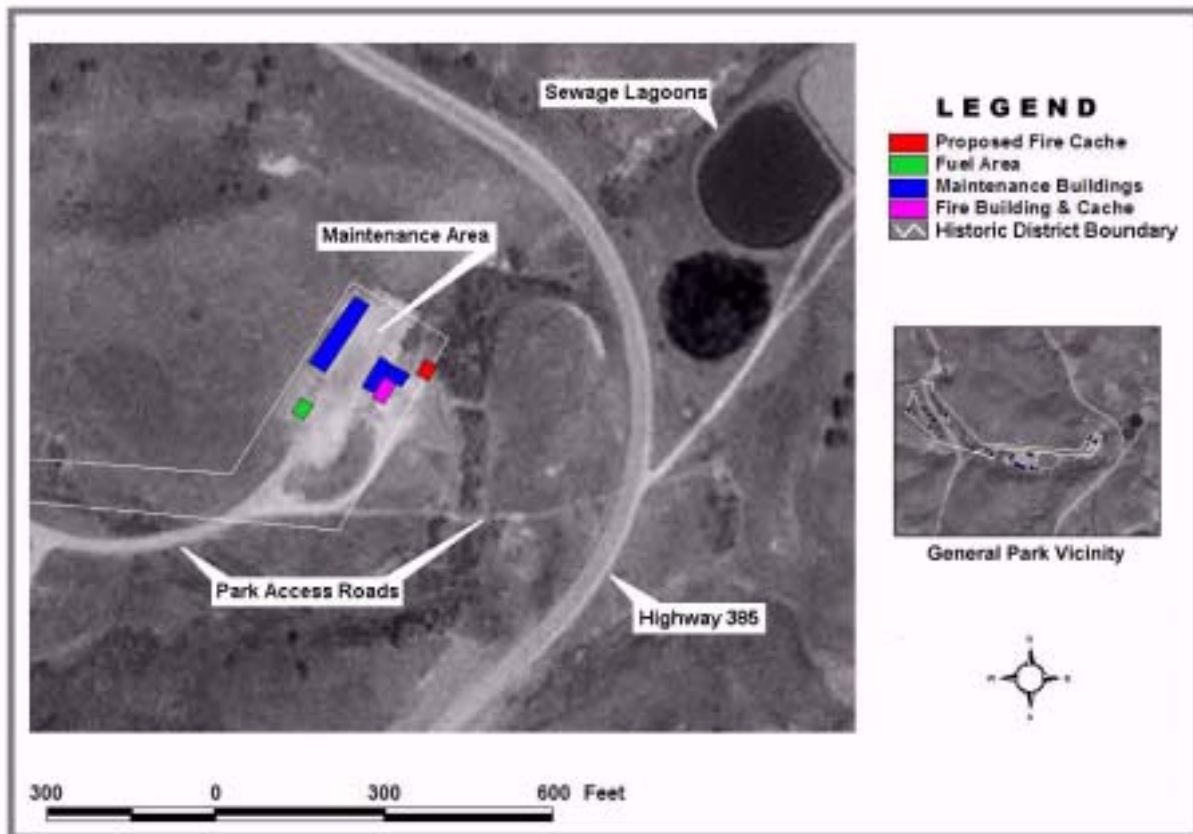 Sewage Lagoons
Maintenance Area
Park Access Roads
Highway 385
LEGEND
Proposed Fire Cache
Fuel Area
Maintenance Buildings
Fire Building & Cache
Historic District Boundary
General Park Vicinity
300 0 300 600 Feet